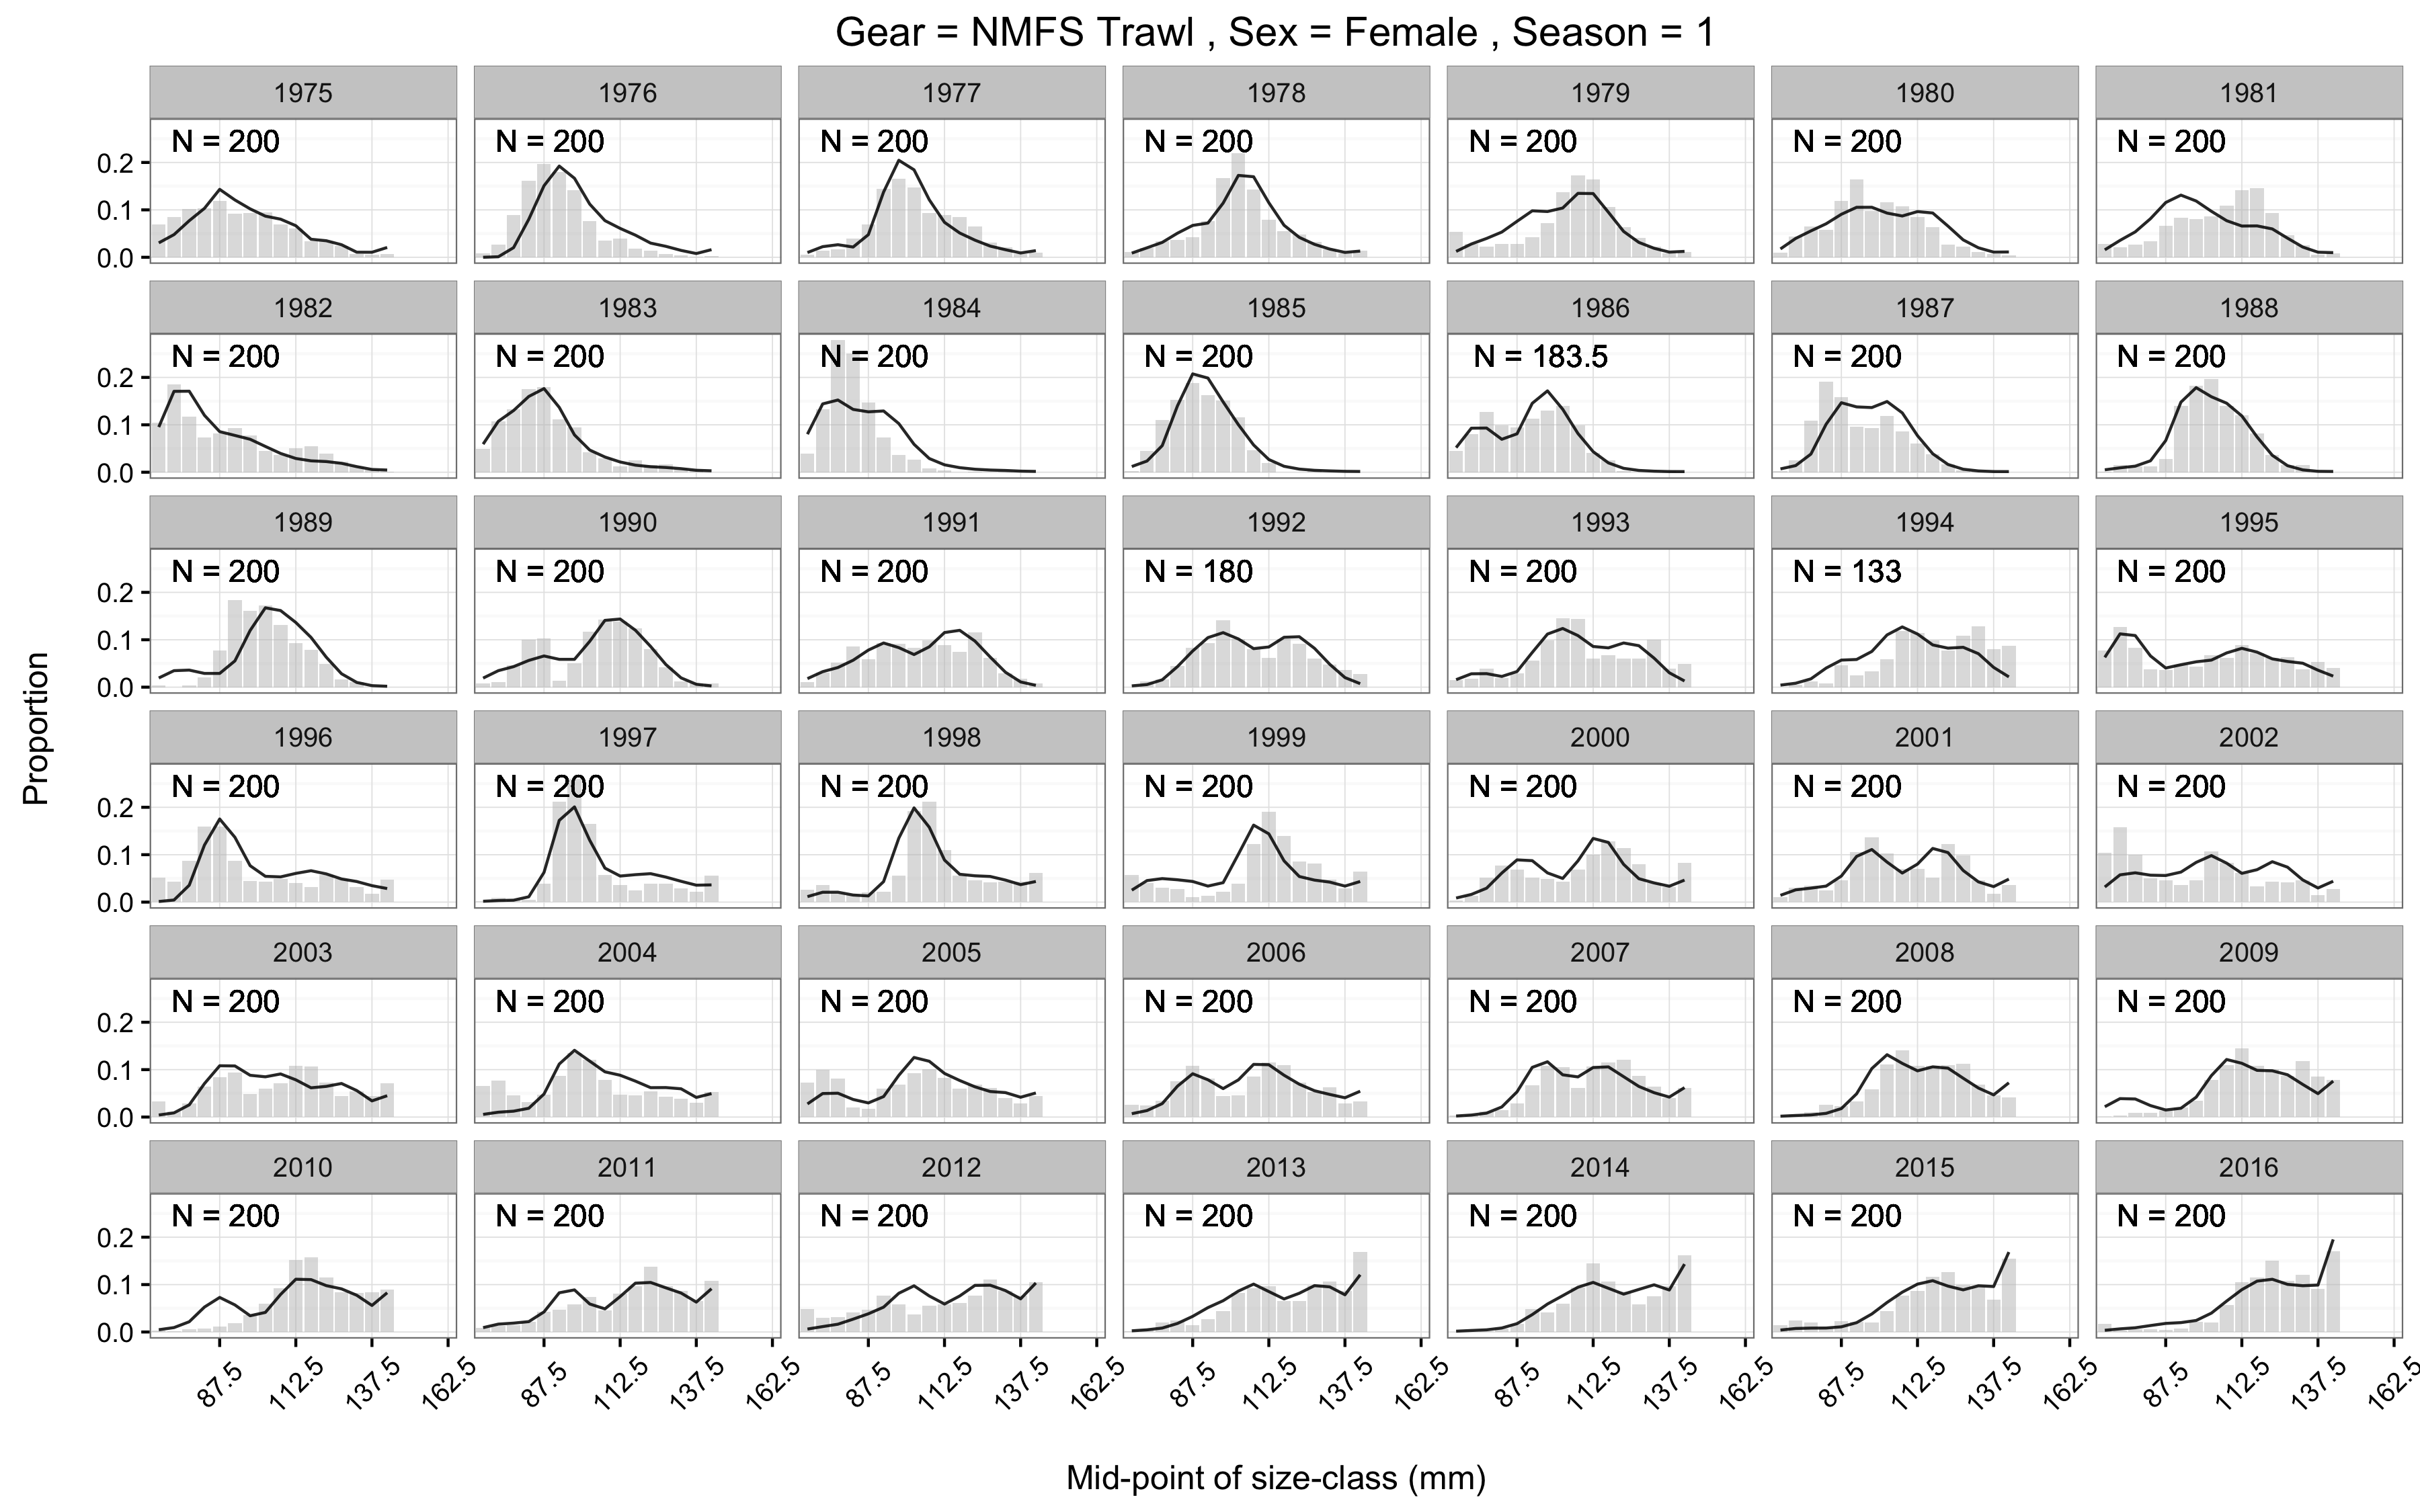 Gear = NMFS Trawl , Sex = Female , Season = 1
1975 1976 1977 1978 1979 1980 1981
N = 200 N = 200 N = 200 N = 200 N = 200 N = 200 N = 200
0.2
0.1
0.0
1982 1983 1984 1985 1986 1987 1988
N = 200 N = 200 N = 200 N = 200 N = 183.5 N = 200 N = 200
0.2
0.1
0.0
1989 1990 1991 1992 1993 1994 1995
N = 200 N = 200 N = 200 N = 180 N = 200 N = 133 N = 200
0.2
0.1
0.0
Proportion
1996 1997 1998 1999 2000 2001 2002
N = 200 N = 200 N = 200 N = 200 N = 200 N = 200 N = 200
0.2
0.1
0.0
2003 2004 2005 2006 2007 2008 2009
N = 200 N = 200 N = 200 N = 200 N = 200 N = 200 N = 200
0.2
0.1
0.0
2010 2011 2012 2013 2014 2015 2016
N = 200 N = 200 N = 200 N = 200 N = 200 N = 200 N = 200
0.2
0.1
0.0
87.5 112.5 137.5 162.5 87.5 112.5 137.5 162.5 87.5 112.5 137.5 162.5 87.5 112.5 137.5 162.5 87.5 112.5 137.5 162.5 87.5 112.5 137.5 162.5 87.5 112.5 137.5 162.5
Mid-point of size-class (mm)